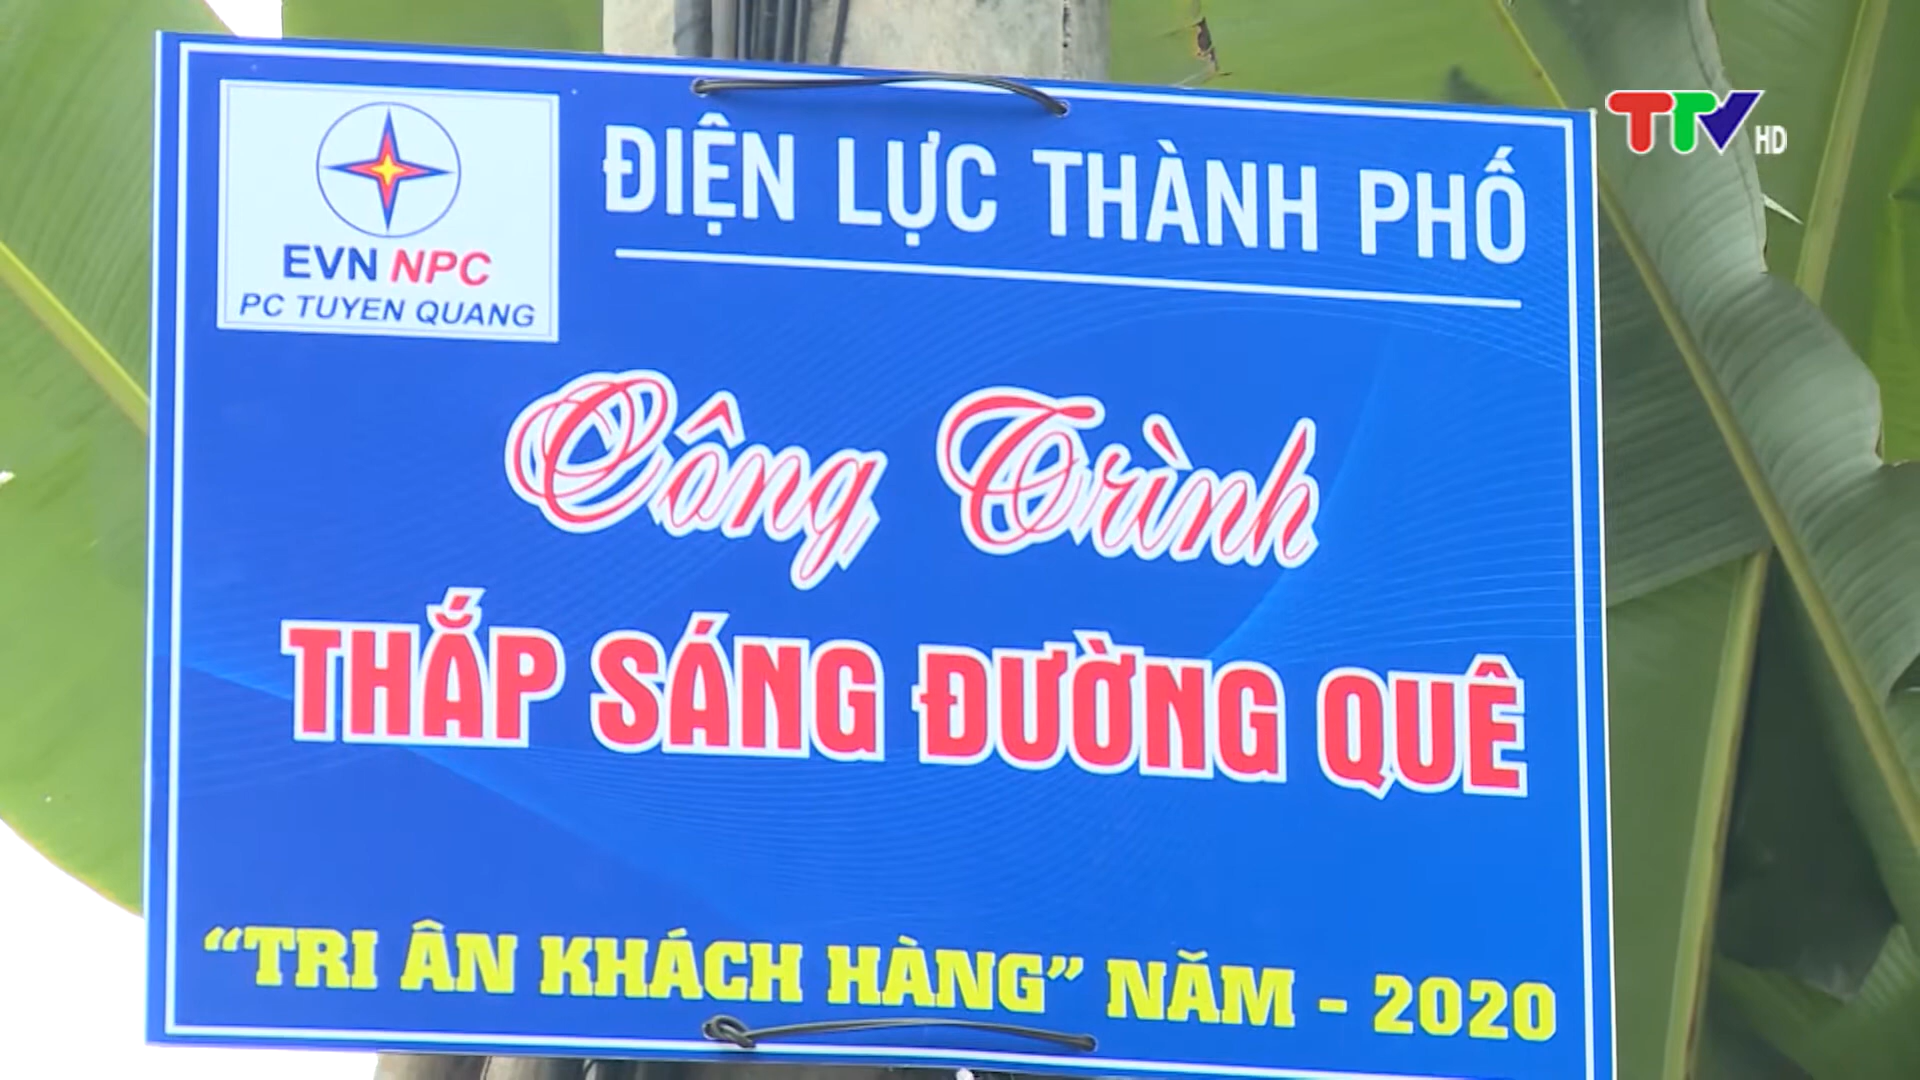 TTV HD
EVN NPC
PC TUYEN QUANG
ĐIỆN LỰC THÀNH PHỐ
Công Trình
THẮP SÁNG ĐƯỜNG QUÊ
“TRI ÂN KHÁCH HÀNG” NĂM - 2020